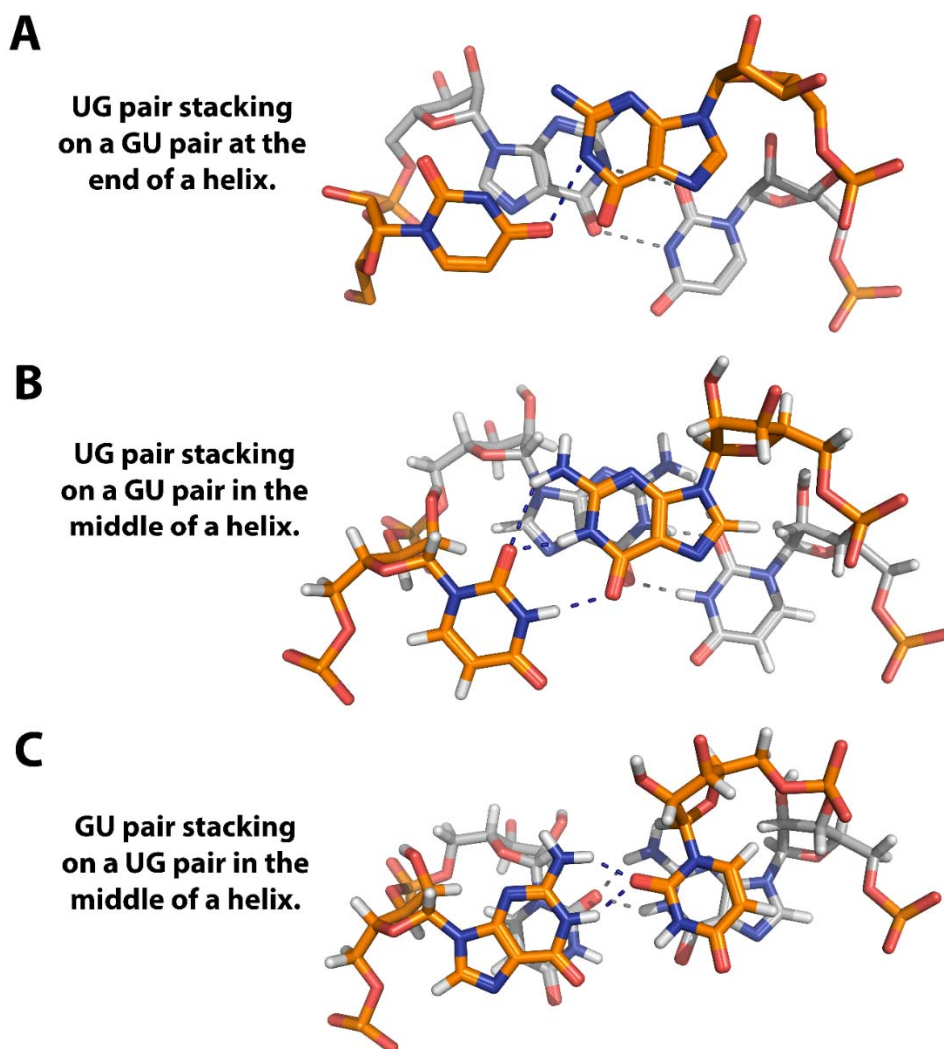 A
UG pair stacking
on a GU pair at the
end of a helix.
B
UG pair stacking
on a GU pair in the
middle of a helix.
C
GU pair stacking
on a UG pair in the
middle of a helix.